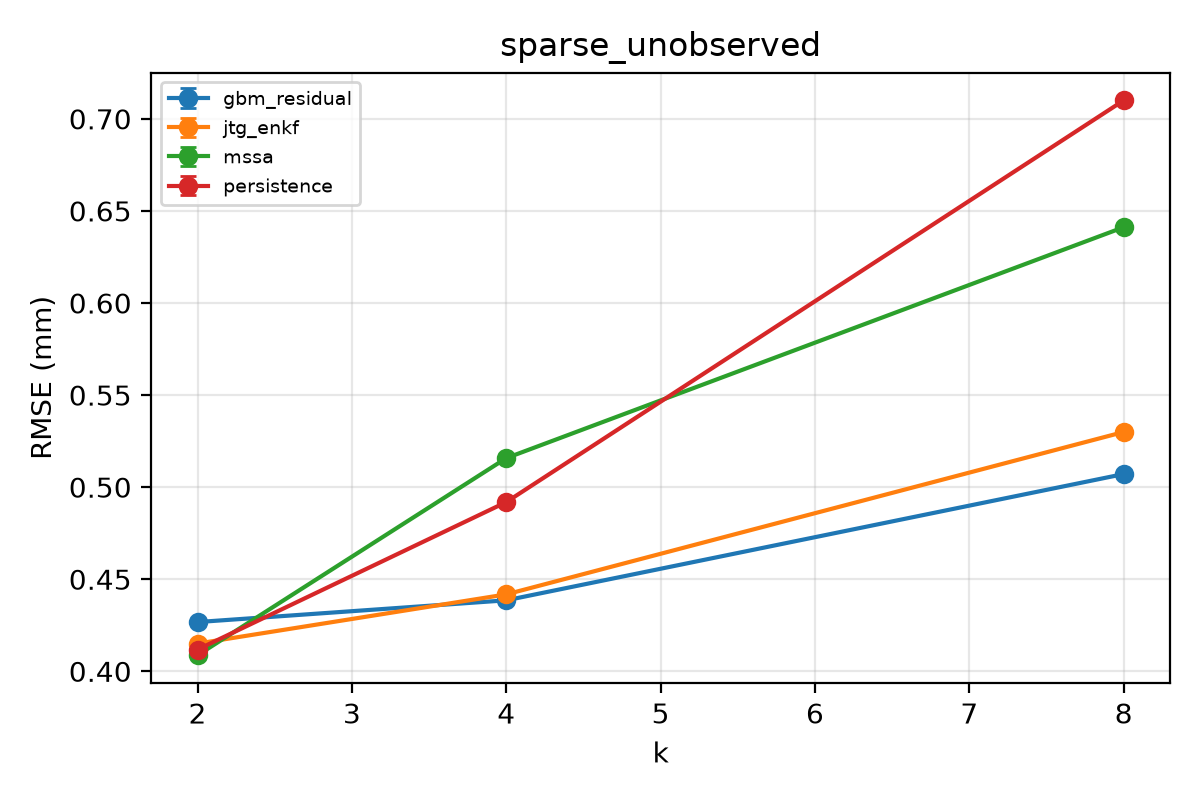 sparse_unobserved
gbm_residual
jtg_enkf
mssa
persistence
RMSE (mm)
0.70
0.65
0.60
0.55
0.50
0.45
0.40
2 3 4 5 6 7 8
k